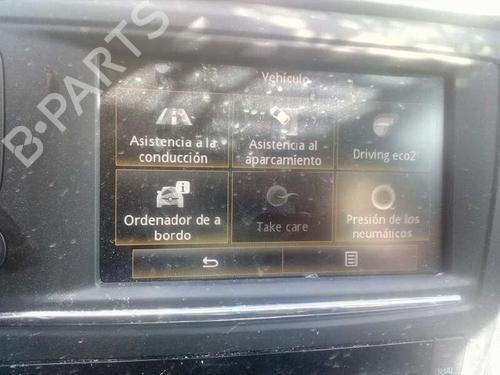 B-PARTS
Vehículo
Asistencia a la
conducción
Asistencia al
aparcamiento
Driving eco2
Ordenador de a
bordo
Take care
Presión de los
neumáticos